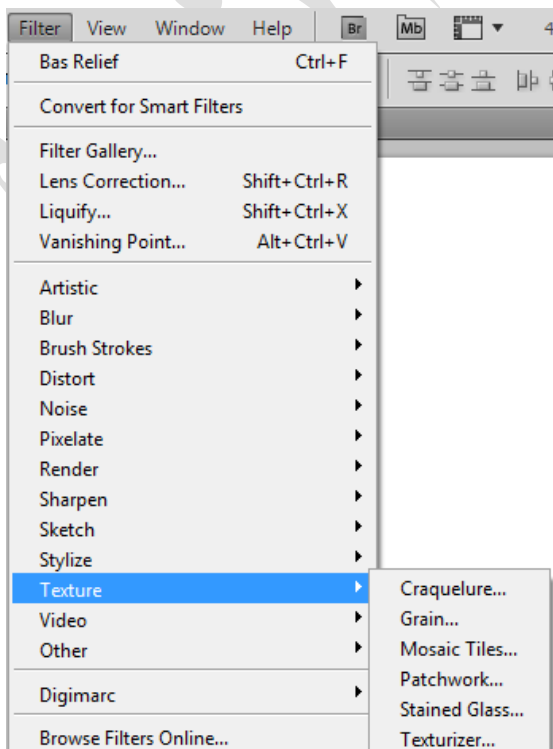 Filter View Window Help Br Mb 4
Bas Relief Ctrl+F
Convert for Smart Filters
Filter Gallery...
Lens Correction... Shift+Ctrl+R
Liquify... Shift+Ctrl+X
Vanishing Point... Alt+Ctrl+V
Artistic
Blur
Brush Strokes
Distort
Noise
Pixelate
Render
Sharpen
Sketch
Stylize
Texture Craquelure...
Video Grain...
Other Mosaic Tiles...
Patchwork...
Digimarc
Stained Glass...
Browse Filters Online... Texturizer...